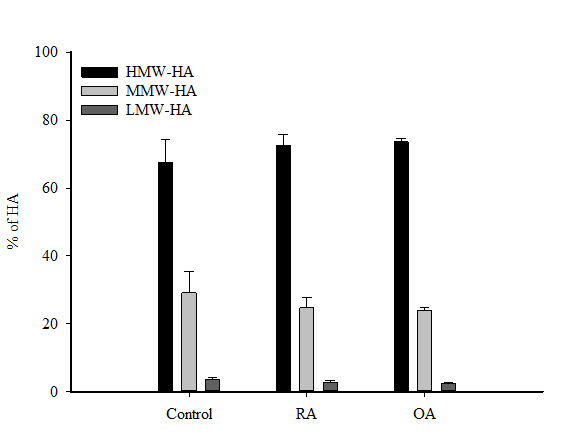 100
80
60
40
20
0
% of HA
HMW-HA
MMW-HA
LMW-HA
Control RA OA